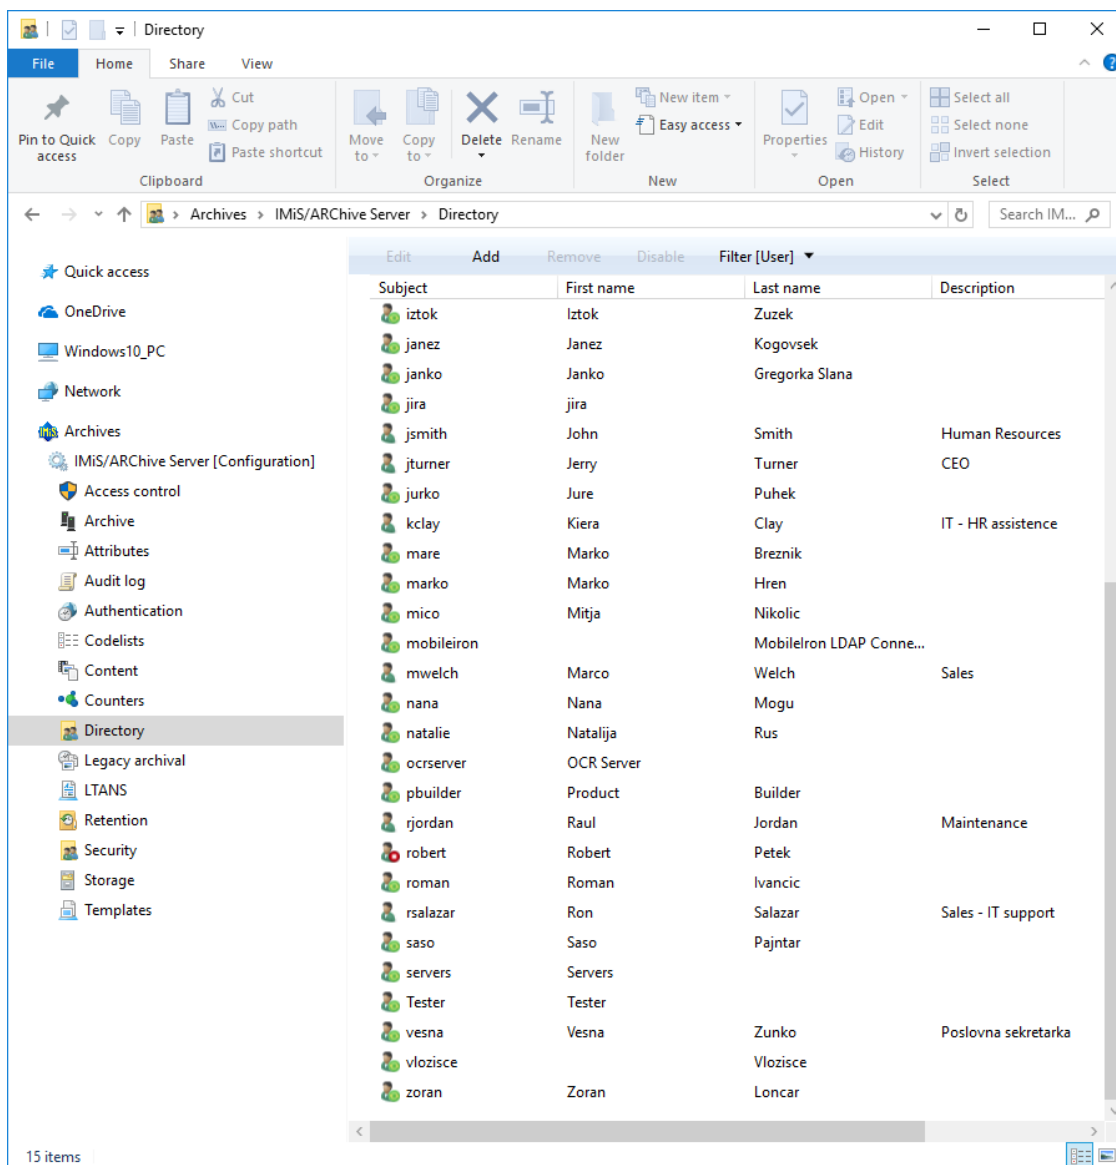 Directory
File Home Share View
Pin to Quick access
Copy
Paste
Cut
Copy path
Paste shortcut
Clipboard
Move to
Copy to
Delete
Rename
Organize
New folder
New item
Easy access
New
Properties
Open
Edit
History
Open
Select all
Select none
Invert selection
Select
Archives > IMiS/ARChive Server > Directory
Search IM...
Quick access
OneDrive
Windows10_PC
Network
Archives
IMiS/ARChive Server [Configuration]
Access control
Archive
Attributes
Audit log
Authentication
Codelists
Content
Counters
Directory
Legacy archival
LTANS
Retention
Security
Storage
Templates
Edit Add Remove Disable Filter [User]
Subject First name Last name Description
iztok Iztok Zuzek
janez Janez Kogovsek
janko Janko Gregorka Slana
jira jira
jsmith John Smith Human Resources
jturner Jerry Turner CEO
jurko Jure Puhek
kclay Kiera Clay IT - HR assistence
mare Marko Breznik
marko Marko Hren
mico Mitja Nikolic
mobileiron MobileIron LDAP Conne...
mwelch Marco Welch Sales
nana Nana Mogu
natalie Natalija Rus
ocrserver OCR Server
pbuilder Product Builder
rjordan Raul Jordan Maintenance
robert Robert Petek
roman Roman Ivancic
rsalazar Ron Salazar Sales - IT support
saso Saso Pajntar
servers Servers
Tester Tester
vesna Vesna Zunko Poslovna sekretarka
vlozisce Vlozisce
zoran Zoran Loncar
15 items